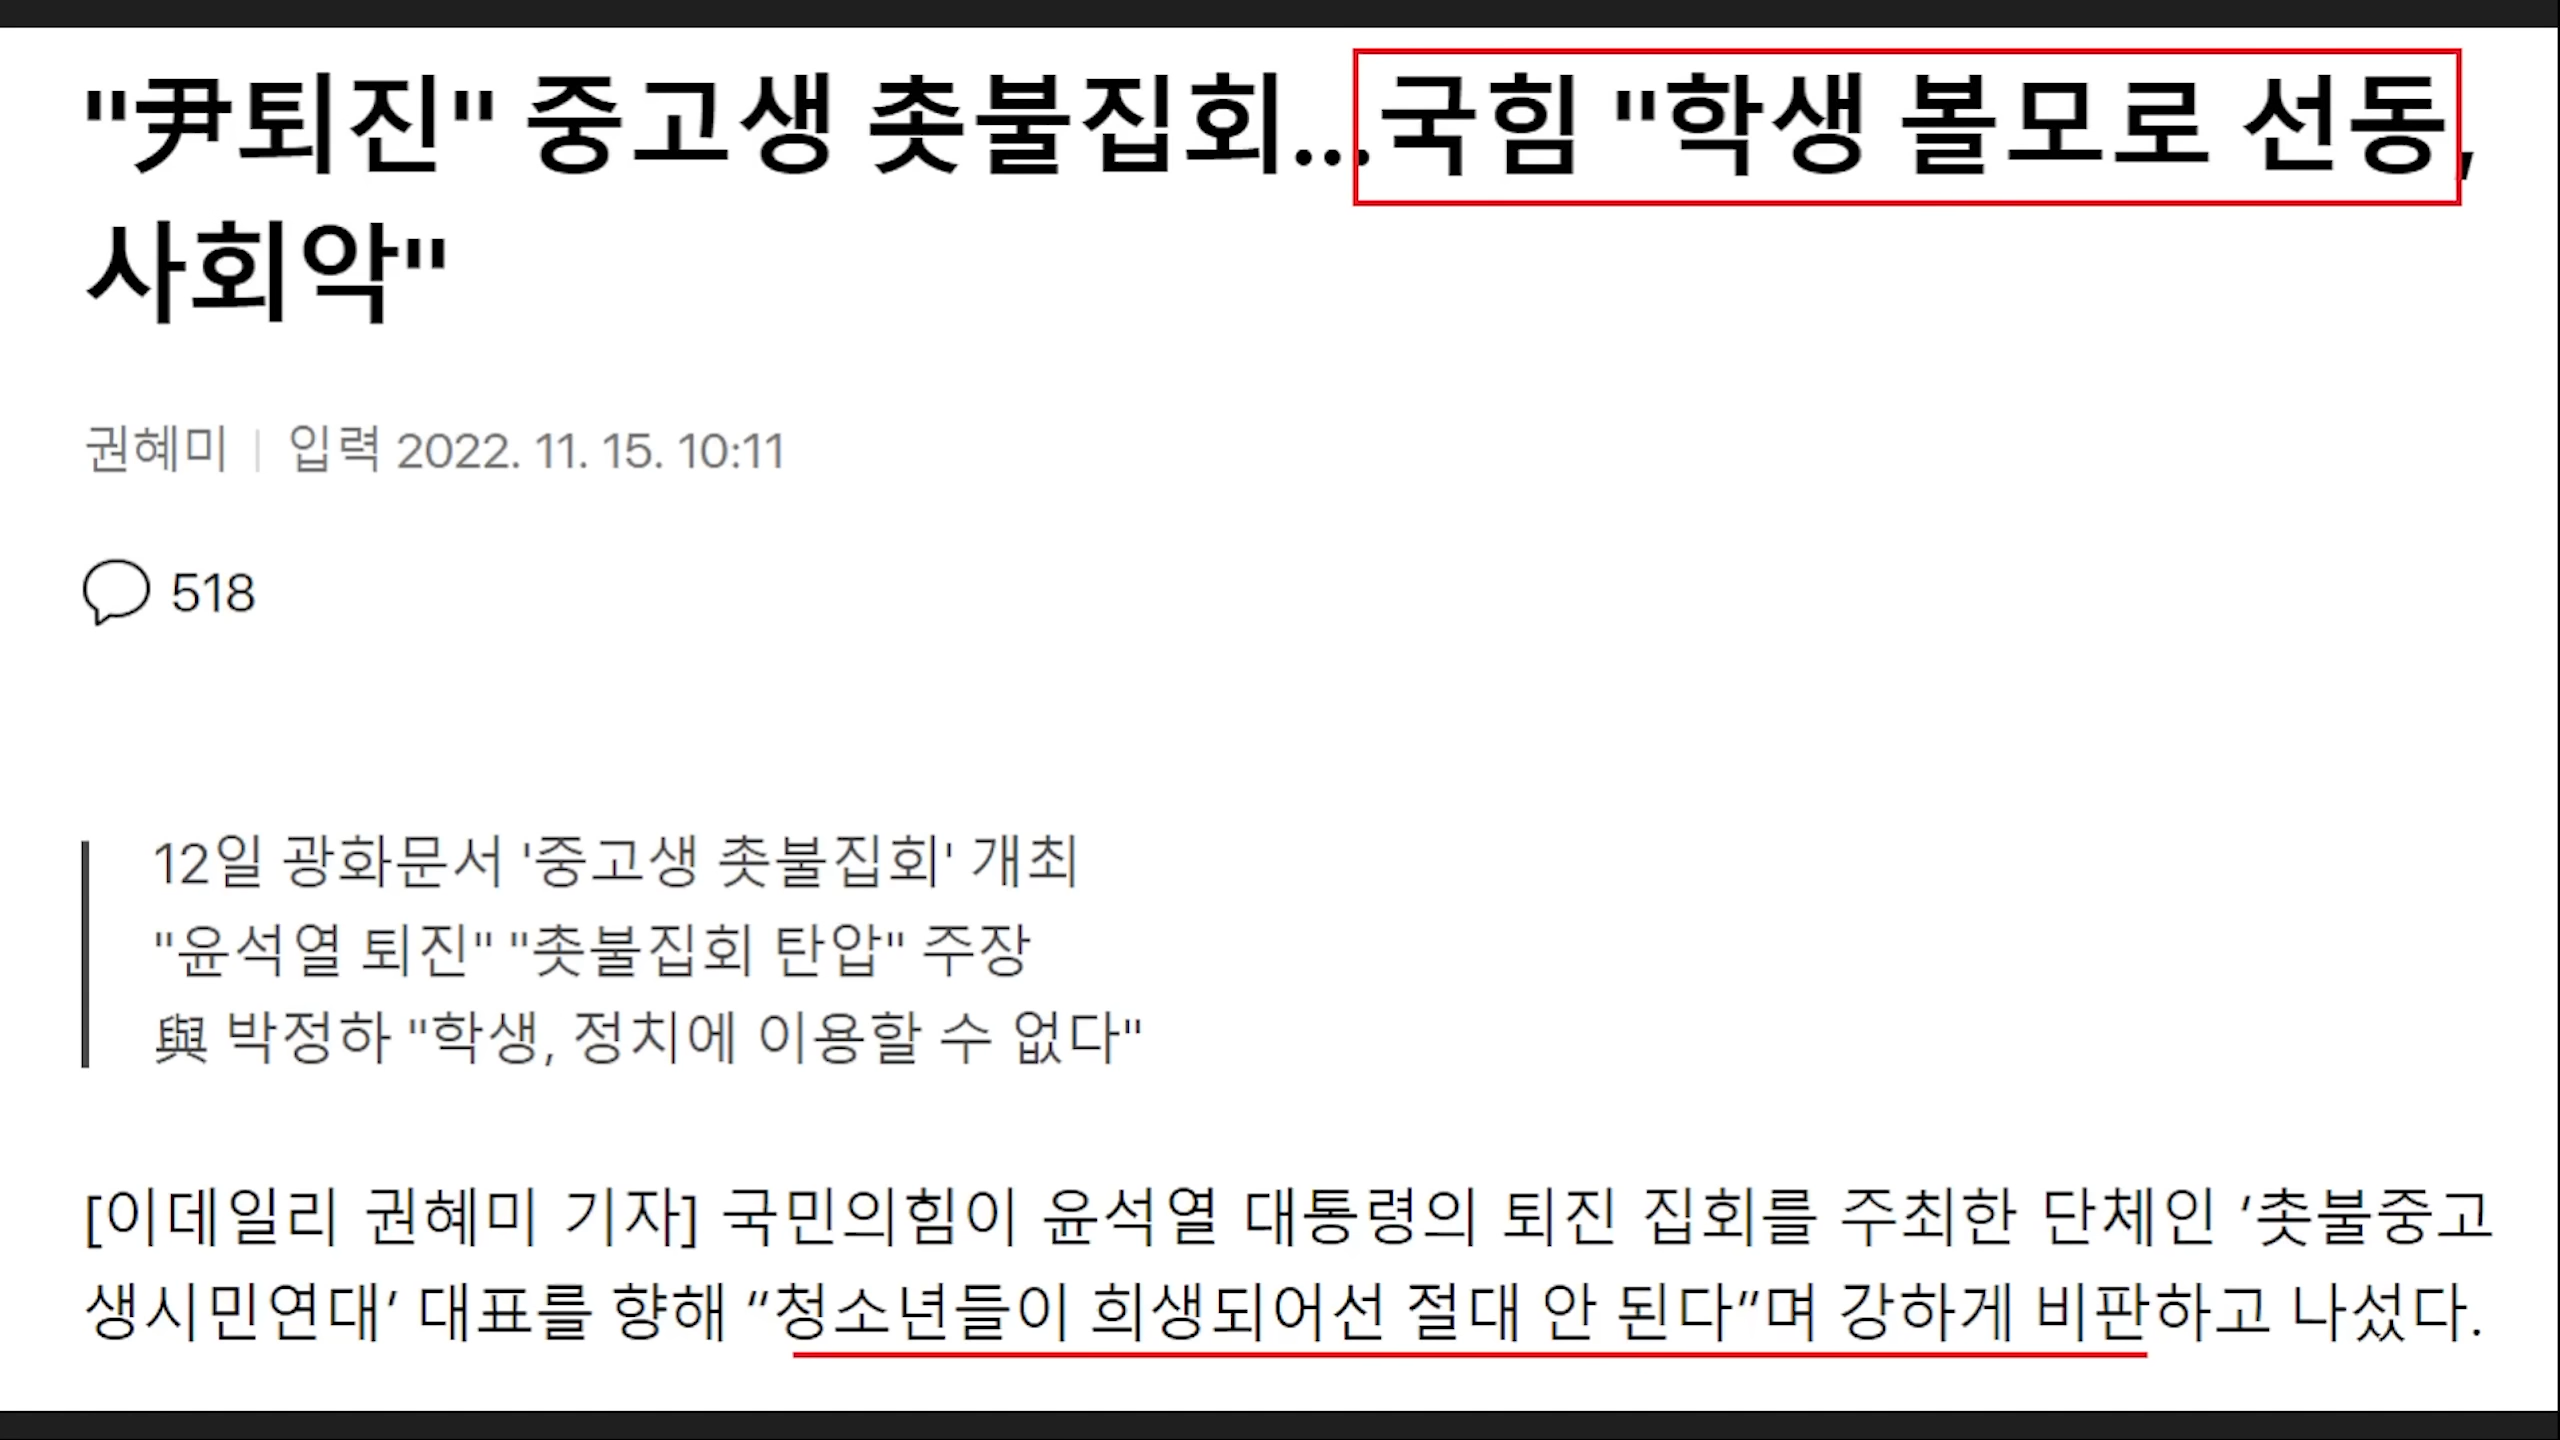 "尹퇴진" 중고생 촛불집회...국힘 "학생 볼모로 선동,
사회악"
권혜미 | 입력 2022. 11. 15. 10:11
518
12일 광화문서 '중고생 촛불집회' 개최
"윤석열 퇴진" "촛불집회 탄압" 주장
與 박정하 "학생, 정치에 이용할 수 없다"
[이데일리 권혜미 기자] 국민의힘이 윤석열 대통령의 퇴진 집회를 주최한 단체인 ‘촛불중고
생시민연대’ 대표를 향해 “청소년들이 희생되어선 절대 안 된다”며 강하게 비판하고 나섰다.